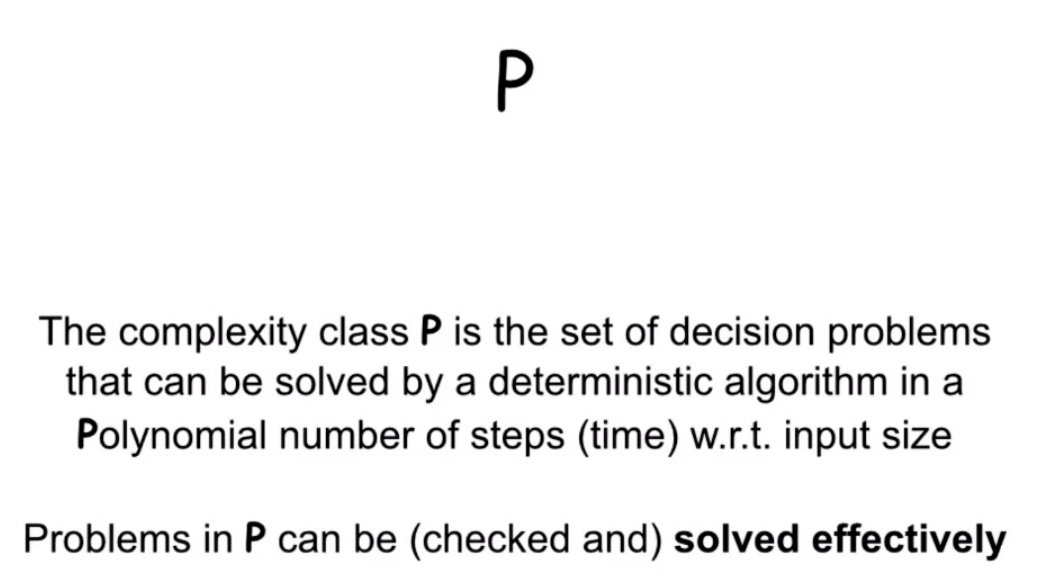 P
The complexity class P is the set of decision problems
that can be solved by a deterministic algorithm in a
Polynomial number of steps (time) w.r.t. input size
Problems in P can be (checked and) solved effectively